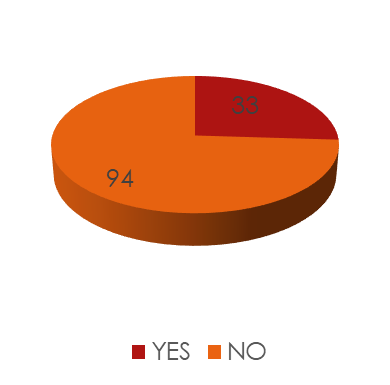 33
94
YES NO